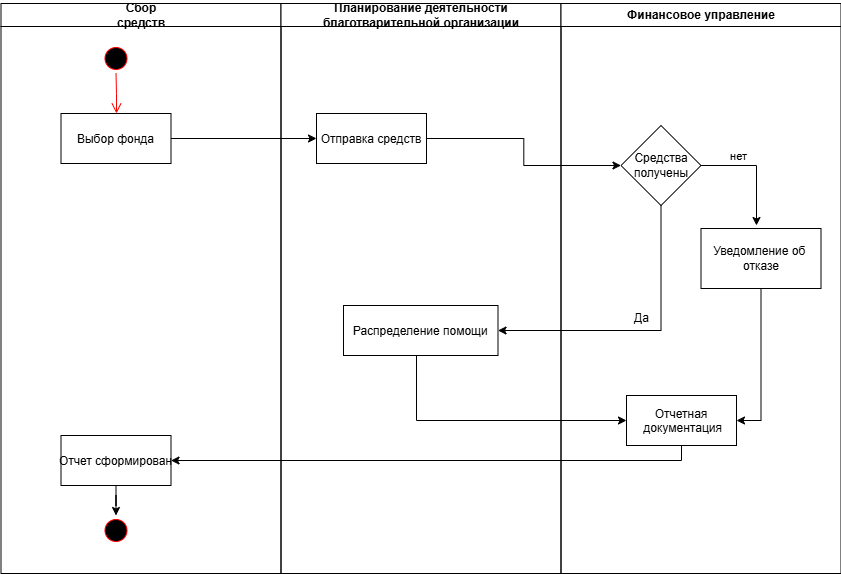 Сбор
средств
Планирование деятельности
благотварительной организации
Финансовое управление
Выбор фонда
Отправка средств
Средства
получены
нет
Уведомление об
отказе
Да
Распределение помощи
Отчетная
документация
Отчет сформирован